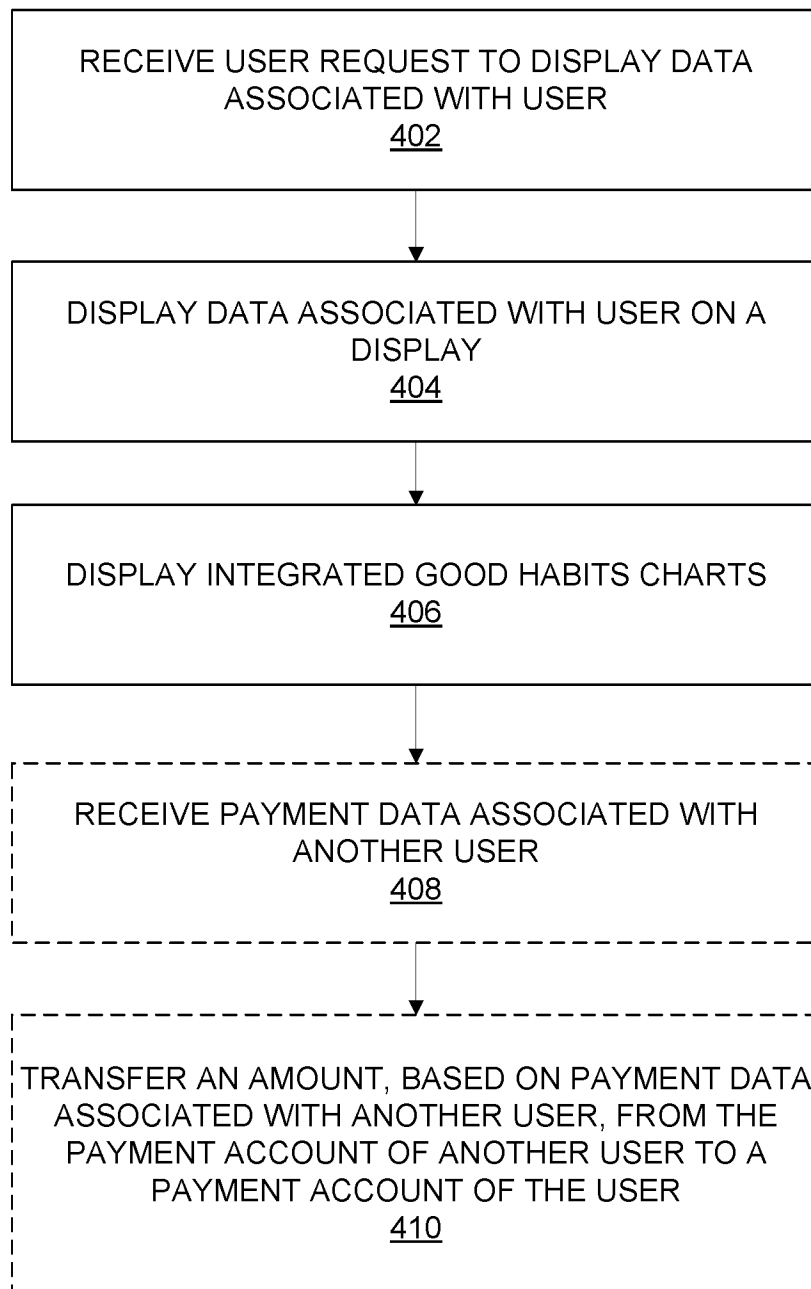 RECEIVE USER REQUEST TO DISPLAY DATA
ASSOCIATED WITH USER
402
DISPLAY DATA ASSOCIATED WITH USER ON A
DISPLAY
404
DISPLAY INTEGRATED GOOD HABITS CHARTS
406
RECEIVE PAYMENT DATA ASSOCIATED WITH
ANOTHER USER
408
TRANSFER AN AMOUNT, BASED ON PAYMENT DATA
ASSOCIATED WITH ANOTHER USER, FROM THE
PAYMENT ACCOUNT OF ANOTHER USER TO A
PAYMENT ACCOUNT OF THE USER
410